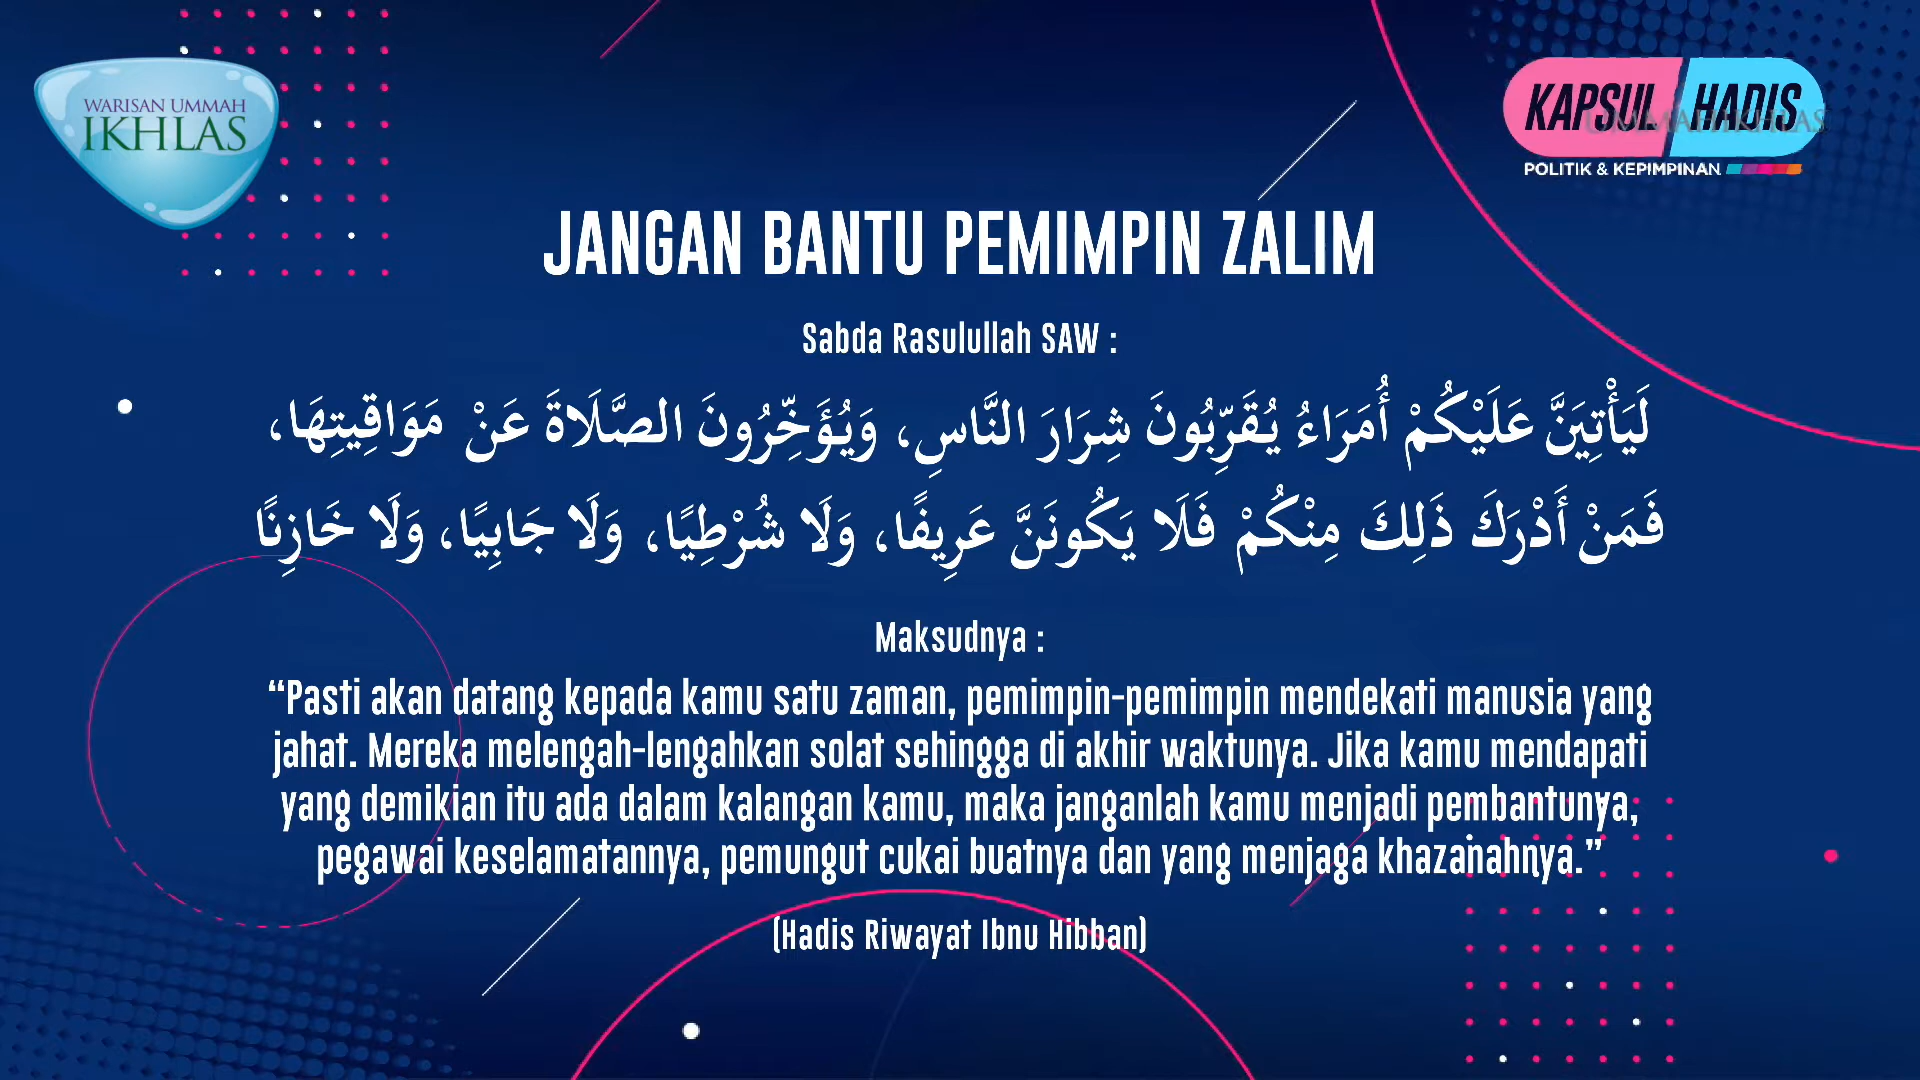 WARISAN UMMAH
IKHLAS
KAPSUL HADIS
UMMAHIKHLAS
POLITIK & KEPIMPINAN
JANGAN BANTU PEMIMPIN ZALIM
Sabda Rasulullah SAW :
لَيَأْتِيَنَّ عَلَيْكُمْ أُمَرَاءُ يُقَرِّبُونَ شِرَارَ النَّاسِ، وَيُؤَخِّرُونَ الصَّلَاةَ عَنْ مَوَاقِيتِهَا،
فَمَنْ أَدْرَكَ ذَلِكَ مِنْكُمْ فَلَا يَكُونَنَّ عَرِيفًا، وَلَا شُرْطِيًا، وَلَا جَابِيًا، وَلَا خَازِنًا
Maksudnya :
“Pasti akan datang kepada kamu satu zaman, pemimpin-pemimpin mendekati manusia yang
jahat. Mereka melengah-lengahkan solat sehingga di akhir waktunya. Jika kamu mendapati
yang demikian itu ada dalam kalangan kamu, maka janganlah kamu menjadi pembantunya,
pegawai keselamatannya, pemungut cukai buatnya dan yang menjaga khazanahnya.”
(Hadis Riwayat Ibnu Hibban)